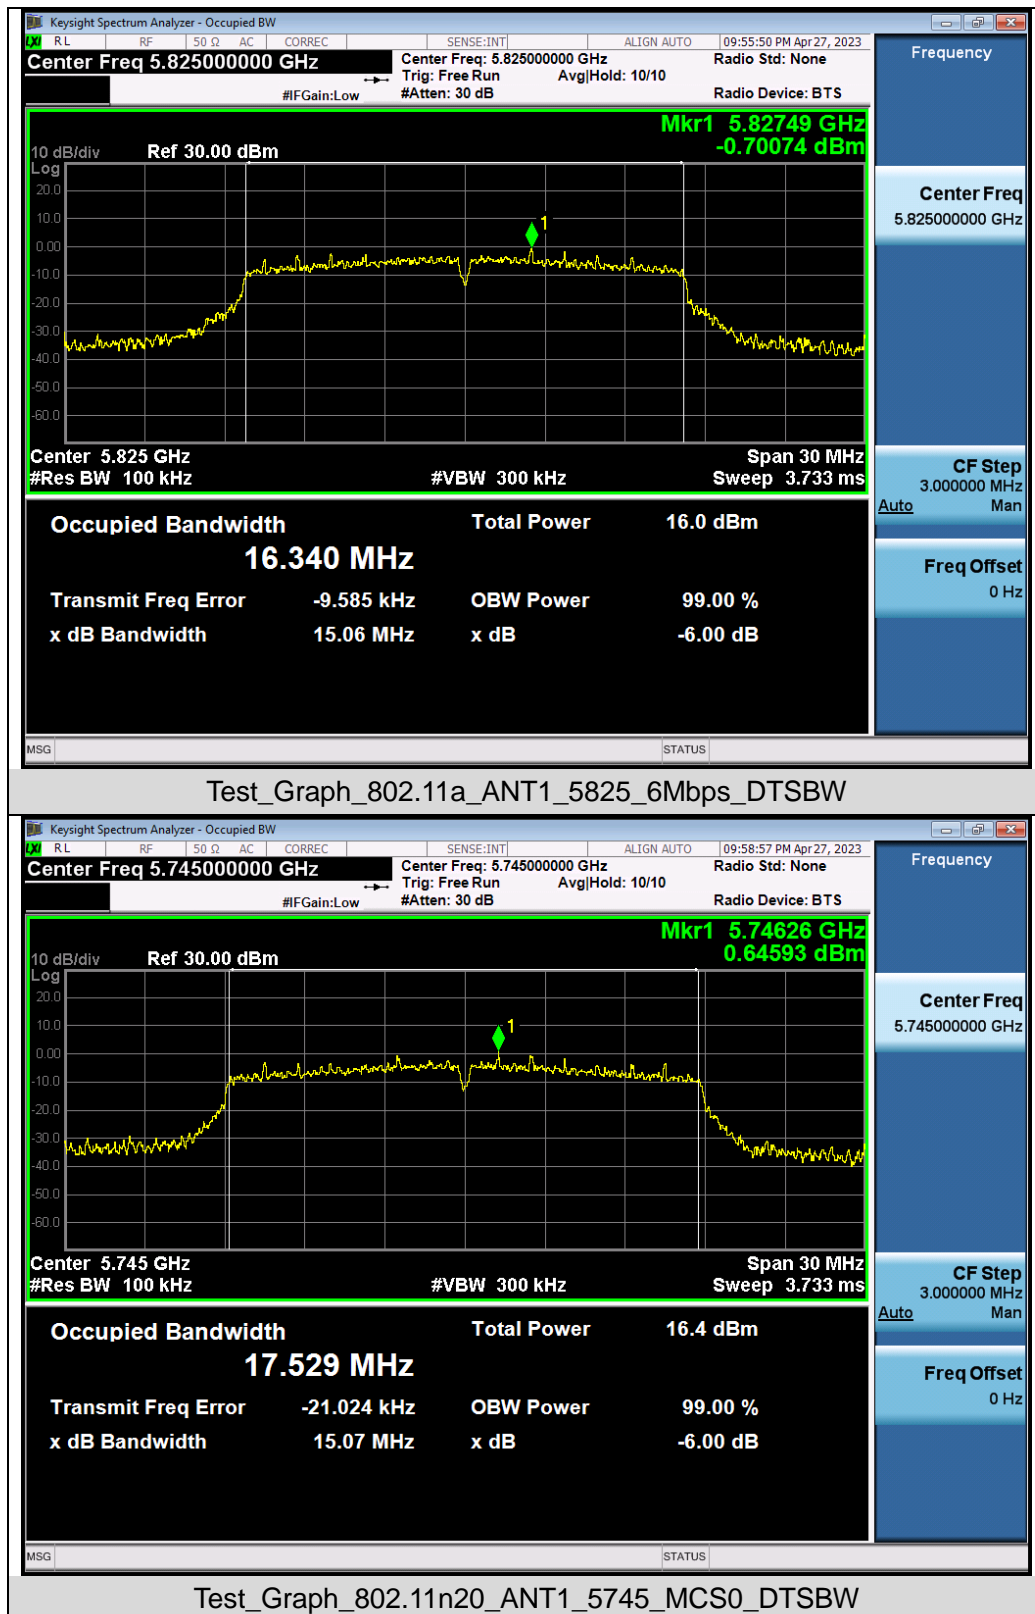 Keysight Spectrum Analyzer - Occupied BW
LXI RL RF 50 Ω AC CORREC SENSE:INT ALIGN AUTO 09:55:50 PM Apr 27, 2023
Center Freq 5.825000000 GHz
Center Freq: 5.825000000 GHz
Radio Std: None
Trig: Free Run Avg|Hold: 10/10
#IFGain:Low
#Atten: 30 dB
Radio Device: BTS
Frequency
Mkr1 5.82749 GHz
-0.70074 dBm
10 dB/div Ref 30.00 dBm
Log
20.0
10.0
0.00
-10.0
-20.0
-30.0
-40.0
-50.0
-60.0
1
Center Freq
5.825000000 GHz
Center 5.825 GHz
Span 30 MHz
#Res BW 100 kHz
#VBW 300 kHz
Sweep 3.733 ms
CF Step
3.000000 MHz
Auto Man
Occupied Bandwidth
Total Power 16.0 dBm
16.340 MHz
Freq Offset
0 Hz
Transmit Freq Error -9.585 kHz OBW Power 99.00 %
x dB Bandwidth 15.06 MHz x dB -6.00 dB
MSG STATUS
Test_Graph_802.11a_ANT1_5825_6Mbps_DTSBW
Keysight Spectrum Analyzer - Occupied BW
LXI RL RF 50 Ω AC CORREC SENSE:INT ALIGN AUTO 09:58:57 PM Apr 27, 2023
Center Freq 5.745000000 GHz
Center Freq: 5.745000000 GHz
Radio Std: None
Trig: Free Run Avg|Hold: 10/10
#IFGain:Low
#Atten: 30 dB
Radio Device: BTS
Frequency
Mkr1 5.74626 GHz
0.64593 dBm
10 dB/div Ref 30.00 dBm
Log
20.0
10.0
0.00
-10.0
-20.0
-30.0
-40.0
-50.0
-60.0
1
Center Freq
5.745000000 GHz
Center 5.745 GHz
Span 30 MHz
#Res BW 100 kHz
#VBW 300 kHz
Sweep 3.733 ms
CF Step
3.000000 MHz
Auto Man
Occupied Bandwidth
Total Power 16.4 dBm
17.529 MHz
Freq Offset
0 Hz
Transmit Freq Error -21.024 kHz OBW Power 99.00 %
x dB Bandwidth 15.07 MHz x dB -6.00 dB
MSG STATUS
Test_Graph_802.11n20_ANT1_5745_MCS0_DTSBW